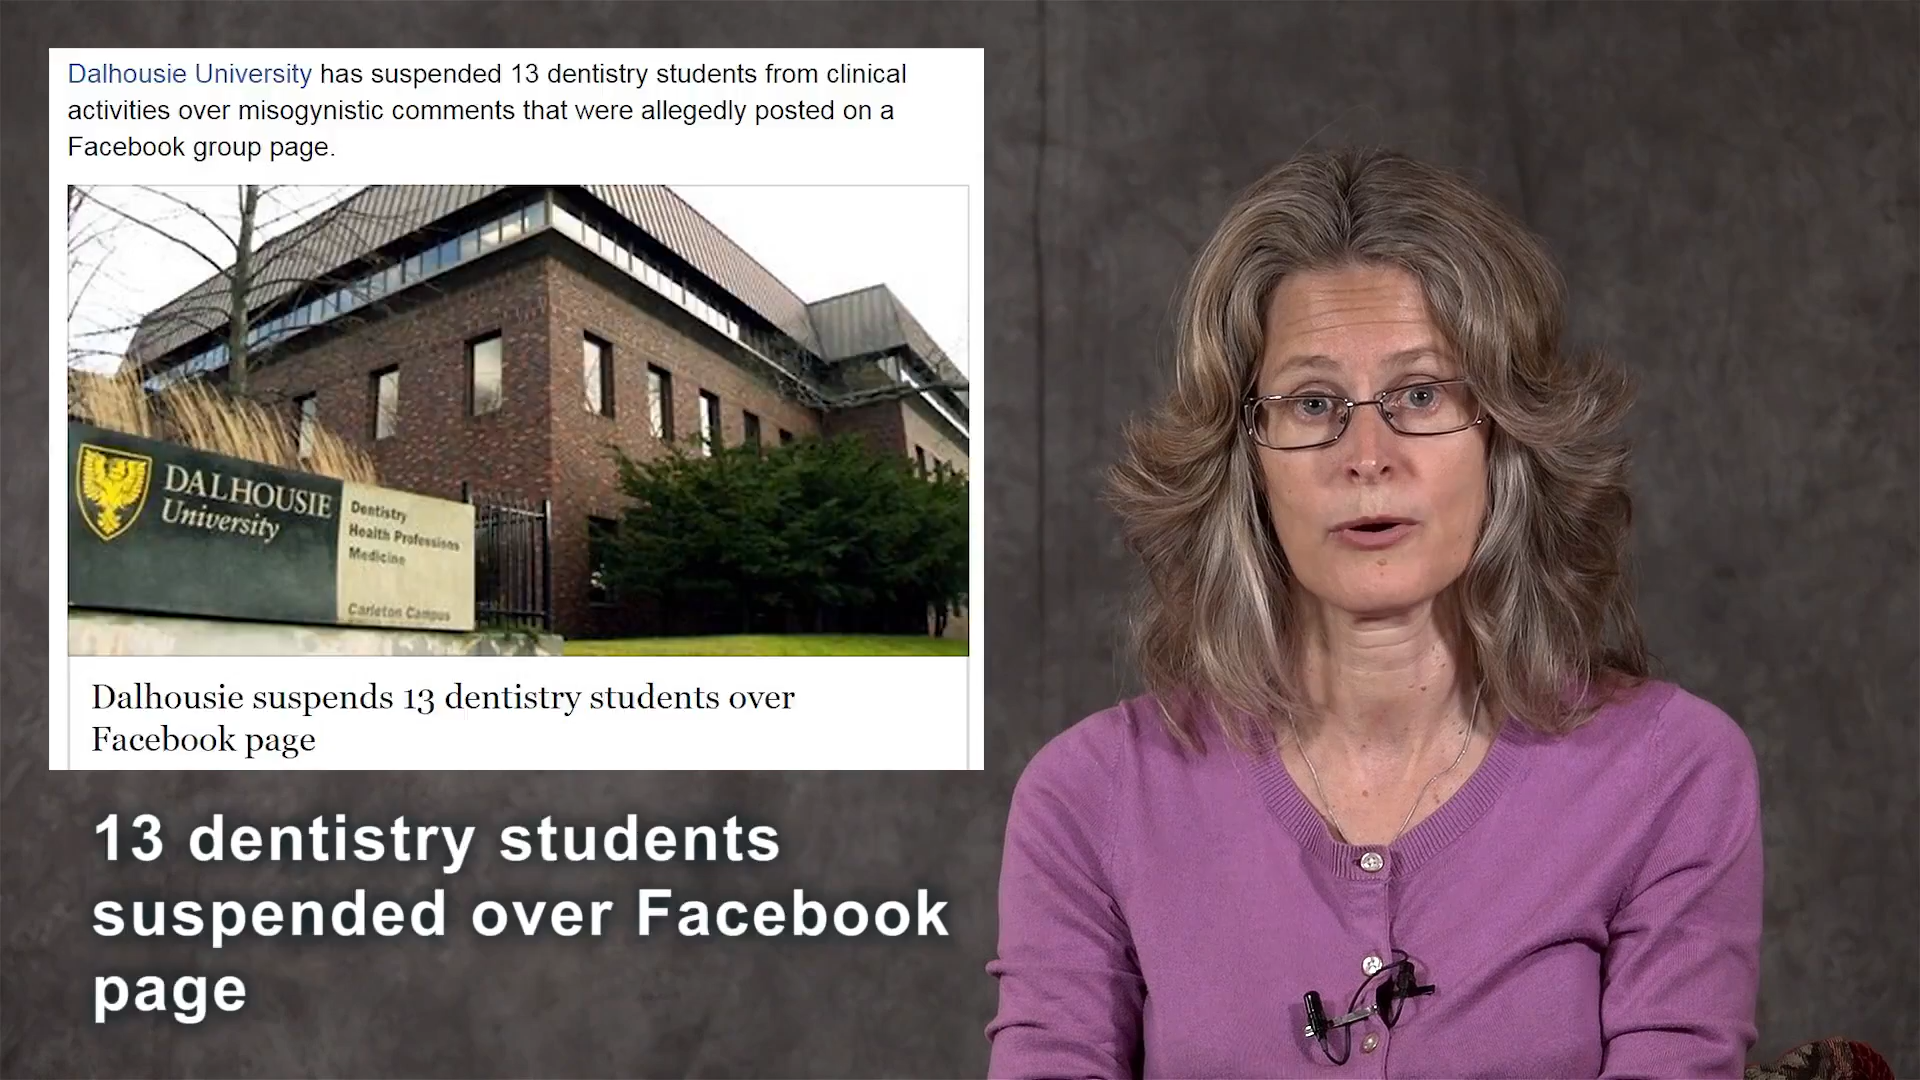 Dalhousie University has suspended 13 dentistry students from clinical
activities over misogynistic comments that were allegedly posted on a
Facebook group page.
DALHOUSIE
University
Dentistry
Health Professions
Medicine
Carleton Campus
Dalhousie suspends 13 dentistry students over
Facebook page
13 dentistry students
suspended over Facebook
page